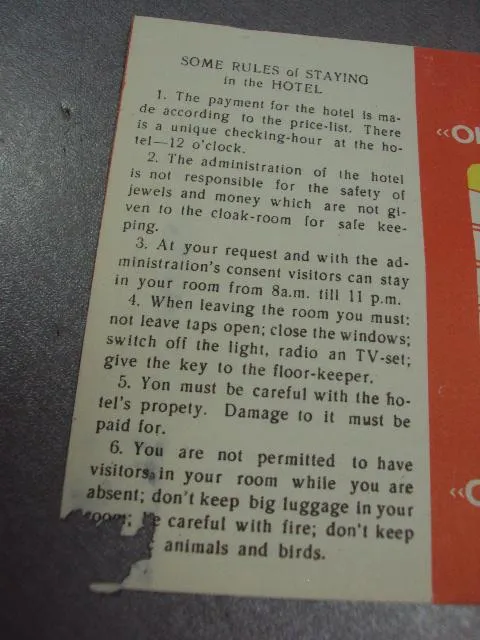 SOME RULES of STAYING
in the HOTEL
1. The payment for the hotel is ma-
de according to the price-list. There
is a unique checking-hour at the ho-
tel—12 o'clock.
2. The administration of the hotel
is not responsible for the safety of
jewels and money which are not gi-
ven to the cloak-room for safe kee-
ping.
3. At your request and with the ad-
ministration's consent visitors can stay
in your room from 8a.m. till 11 p.m.
4. When leaving the room you must:
not leave taps open; close the windows;
switch off the light, radio an TV-set;
give the key to the floor-keeper.
5. Yon must be careful with the ho-
tel's propety. Damage to it must be
paid for.
6. You are not permitted to have
visitors in your room while you are
absent; don't keep big luggage in your
room; be careful with fire; don't keep
animals and birds.